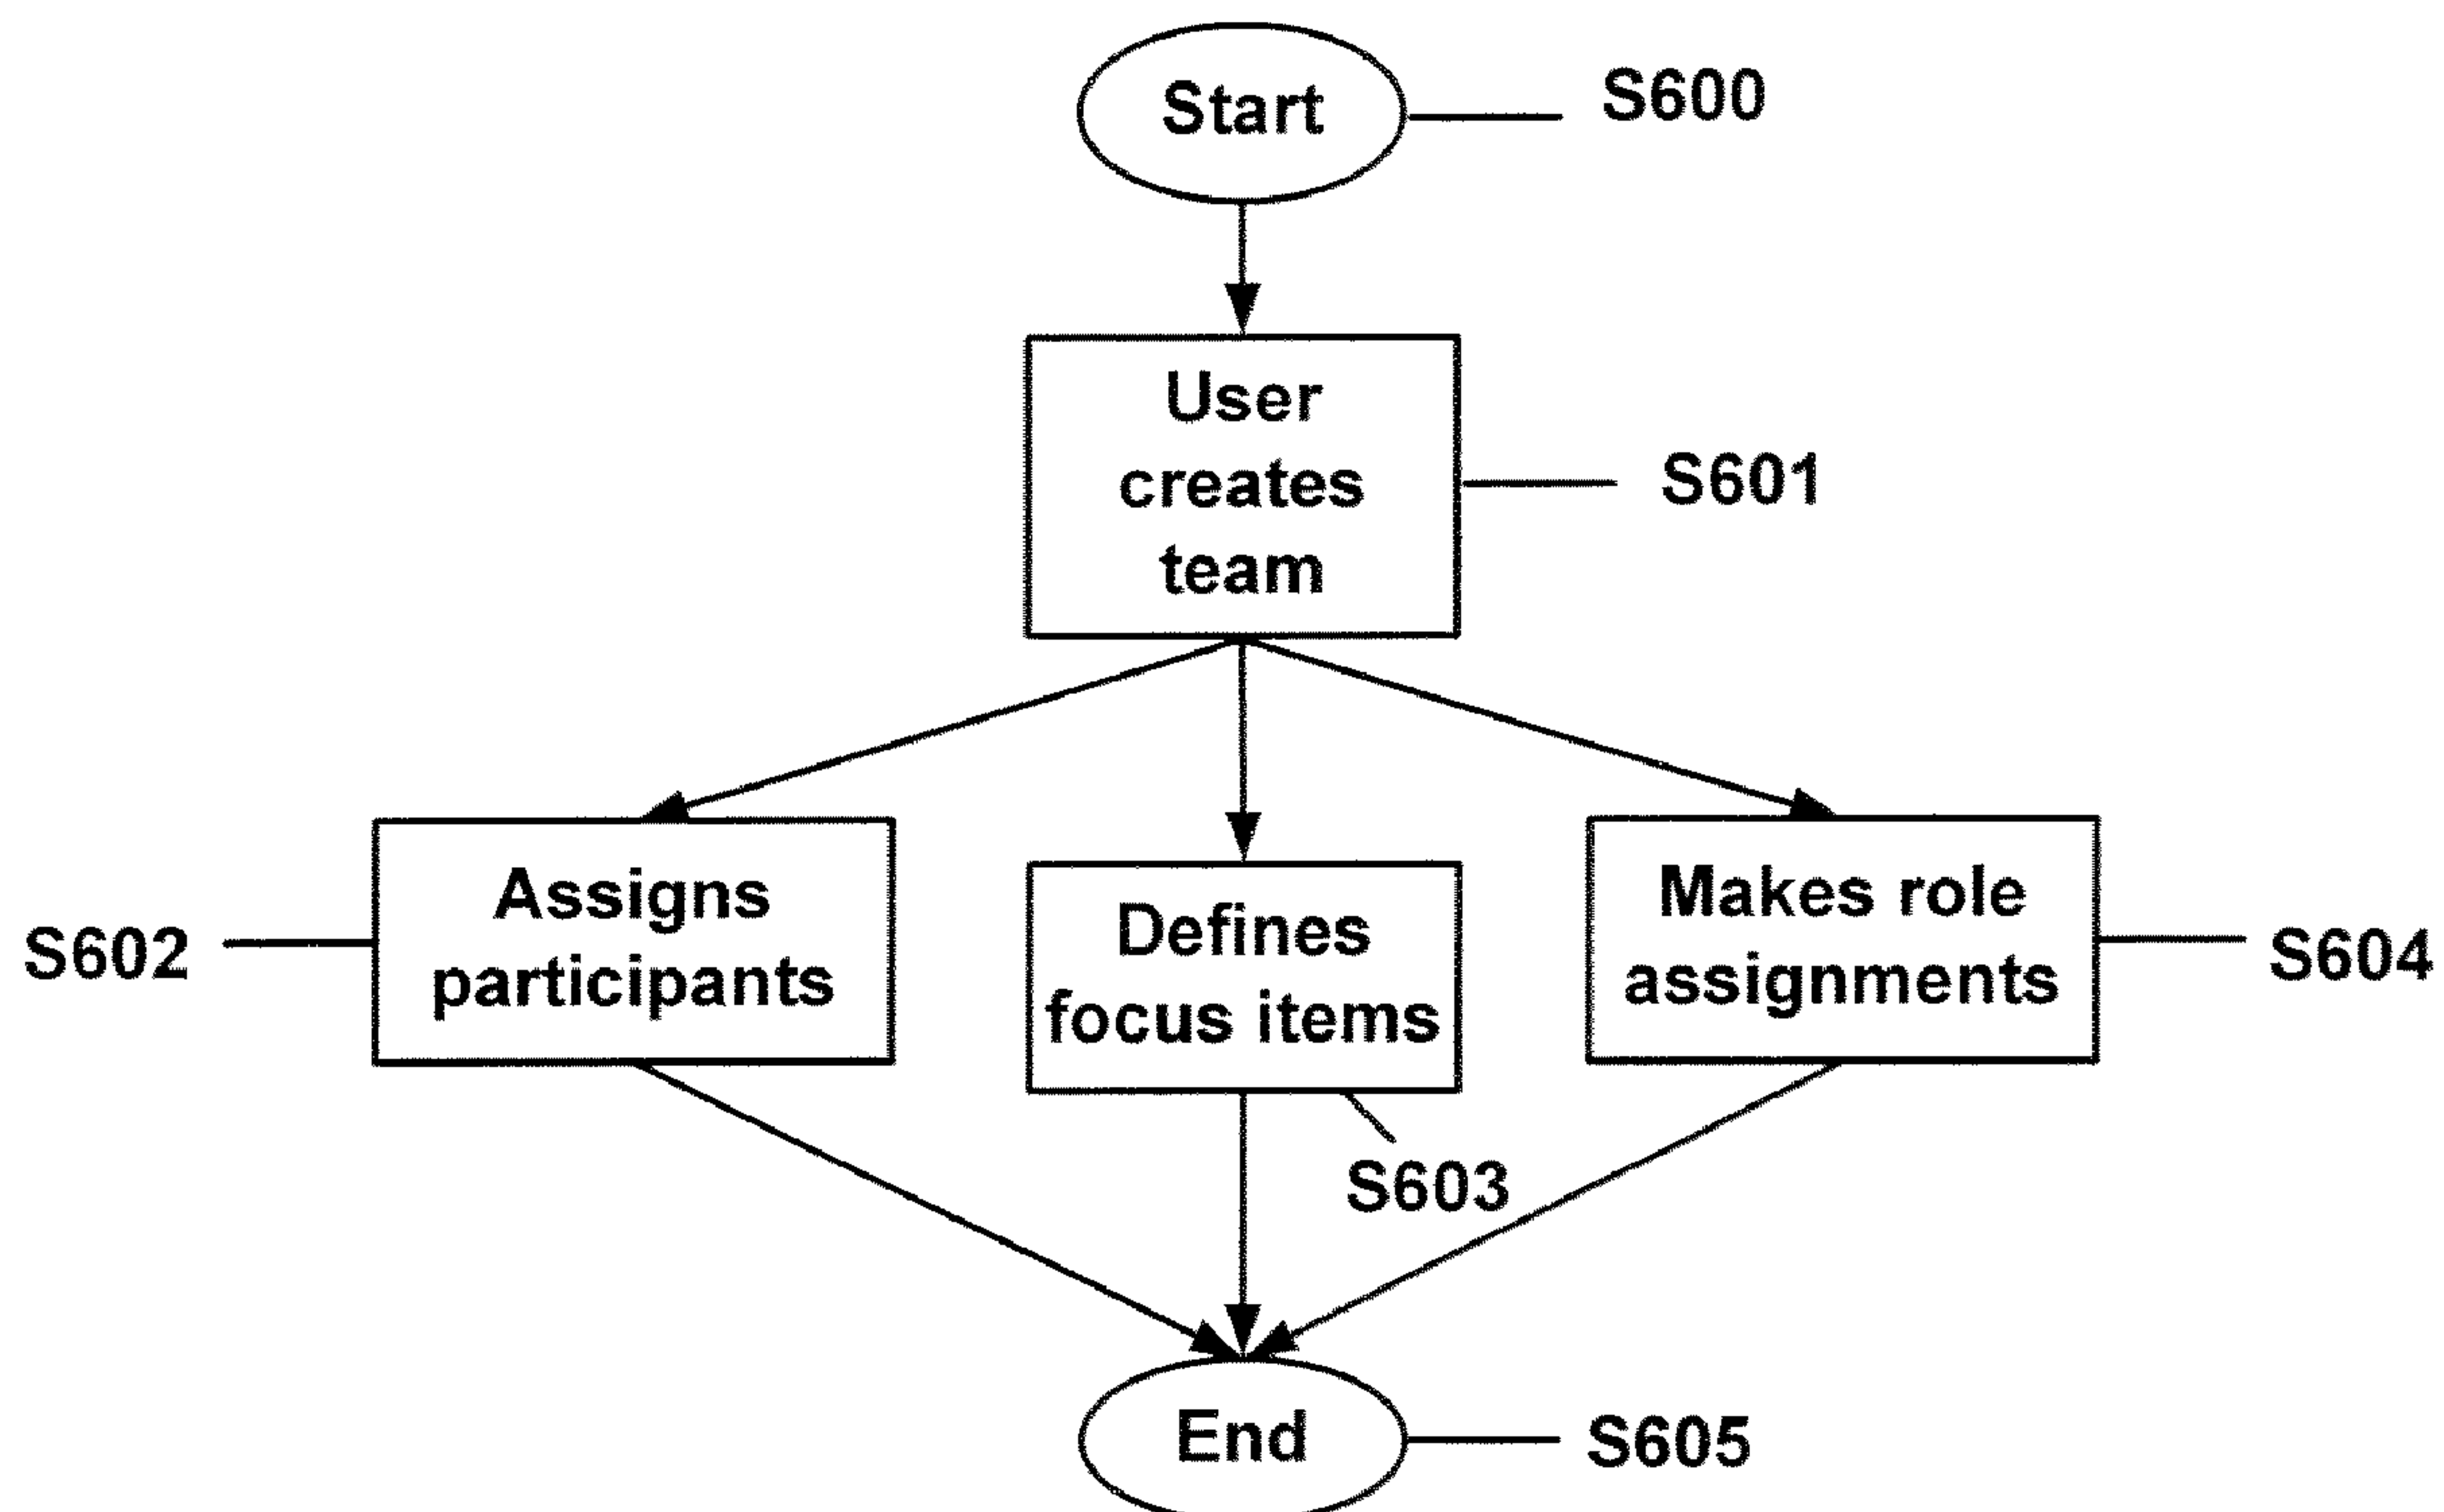 Start
S600
User
creates
team
S601
Assigns
participants
S602
Defines
focus items
S603
Makes role
assignments
S604
End
S605